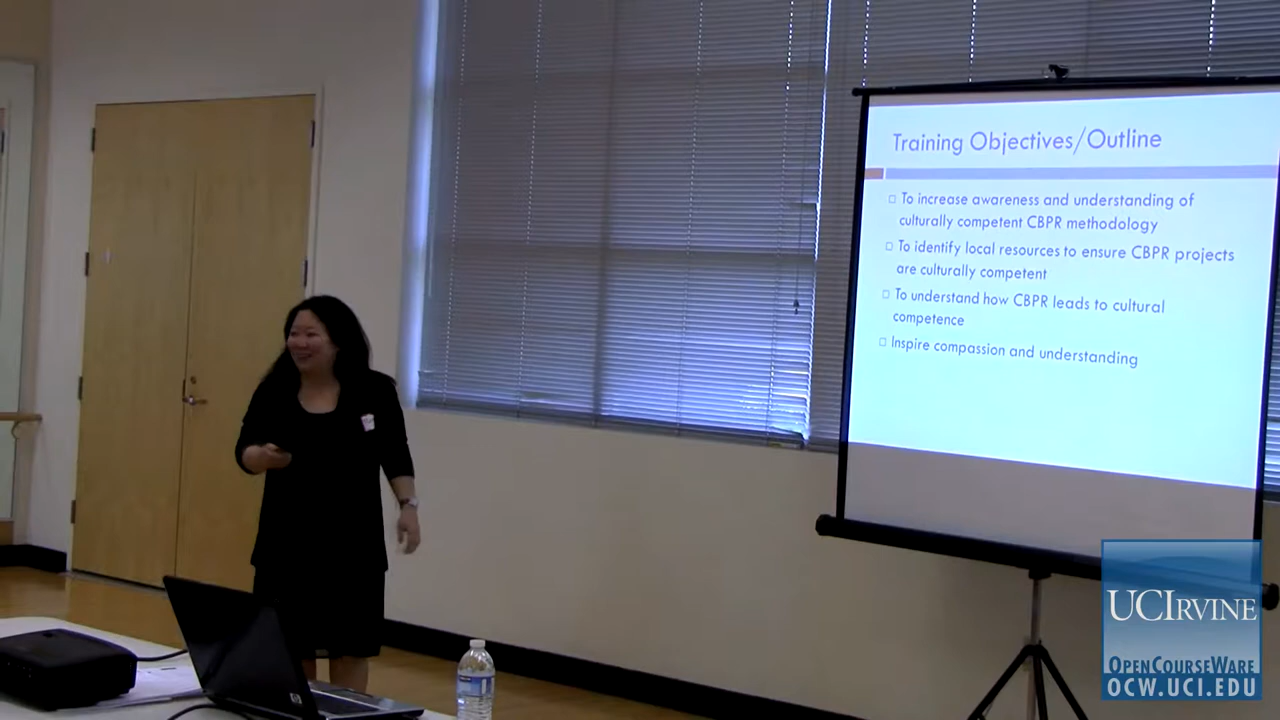 Training Objectives/Outline
To increase awareness and understanding of
culturally competent CBPR methodology
To identify local resources to ensure CBPR projects
are culturally competent
To understand how CBPR leads to cultural
competence
Inspire compassion and understanding
UCIRVINE
OPENCOURSEWARE
OCW.UCI.EDU